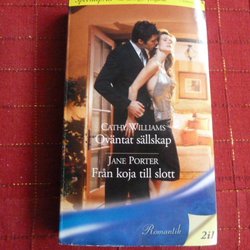 CATHY WILLIAMS
Oväntat sällskap
JANE PORTER
Från koja till slott
Romantik
2i1